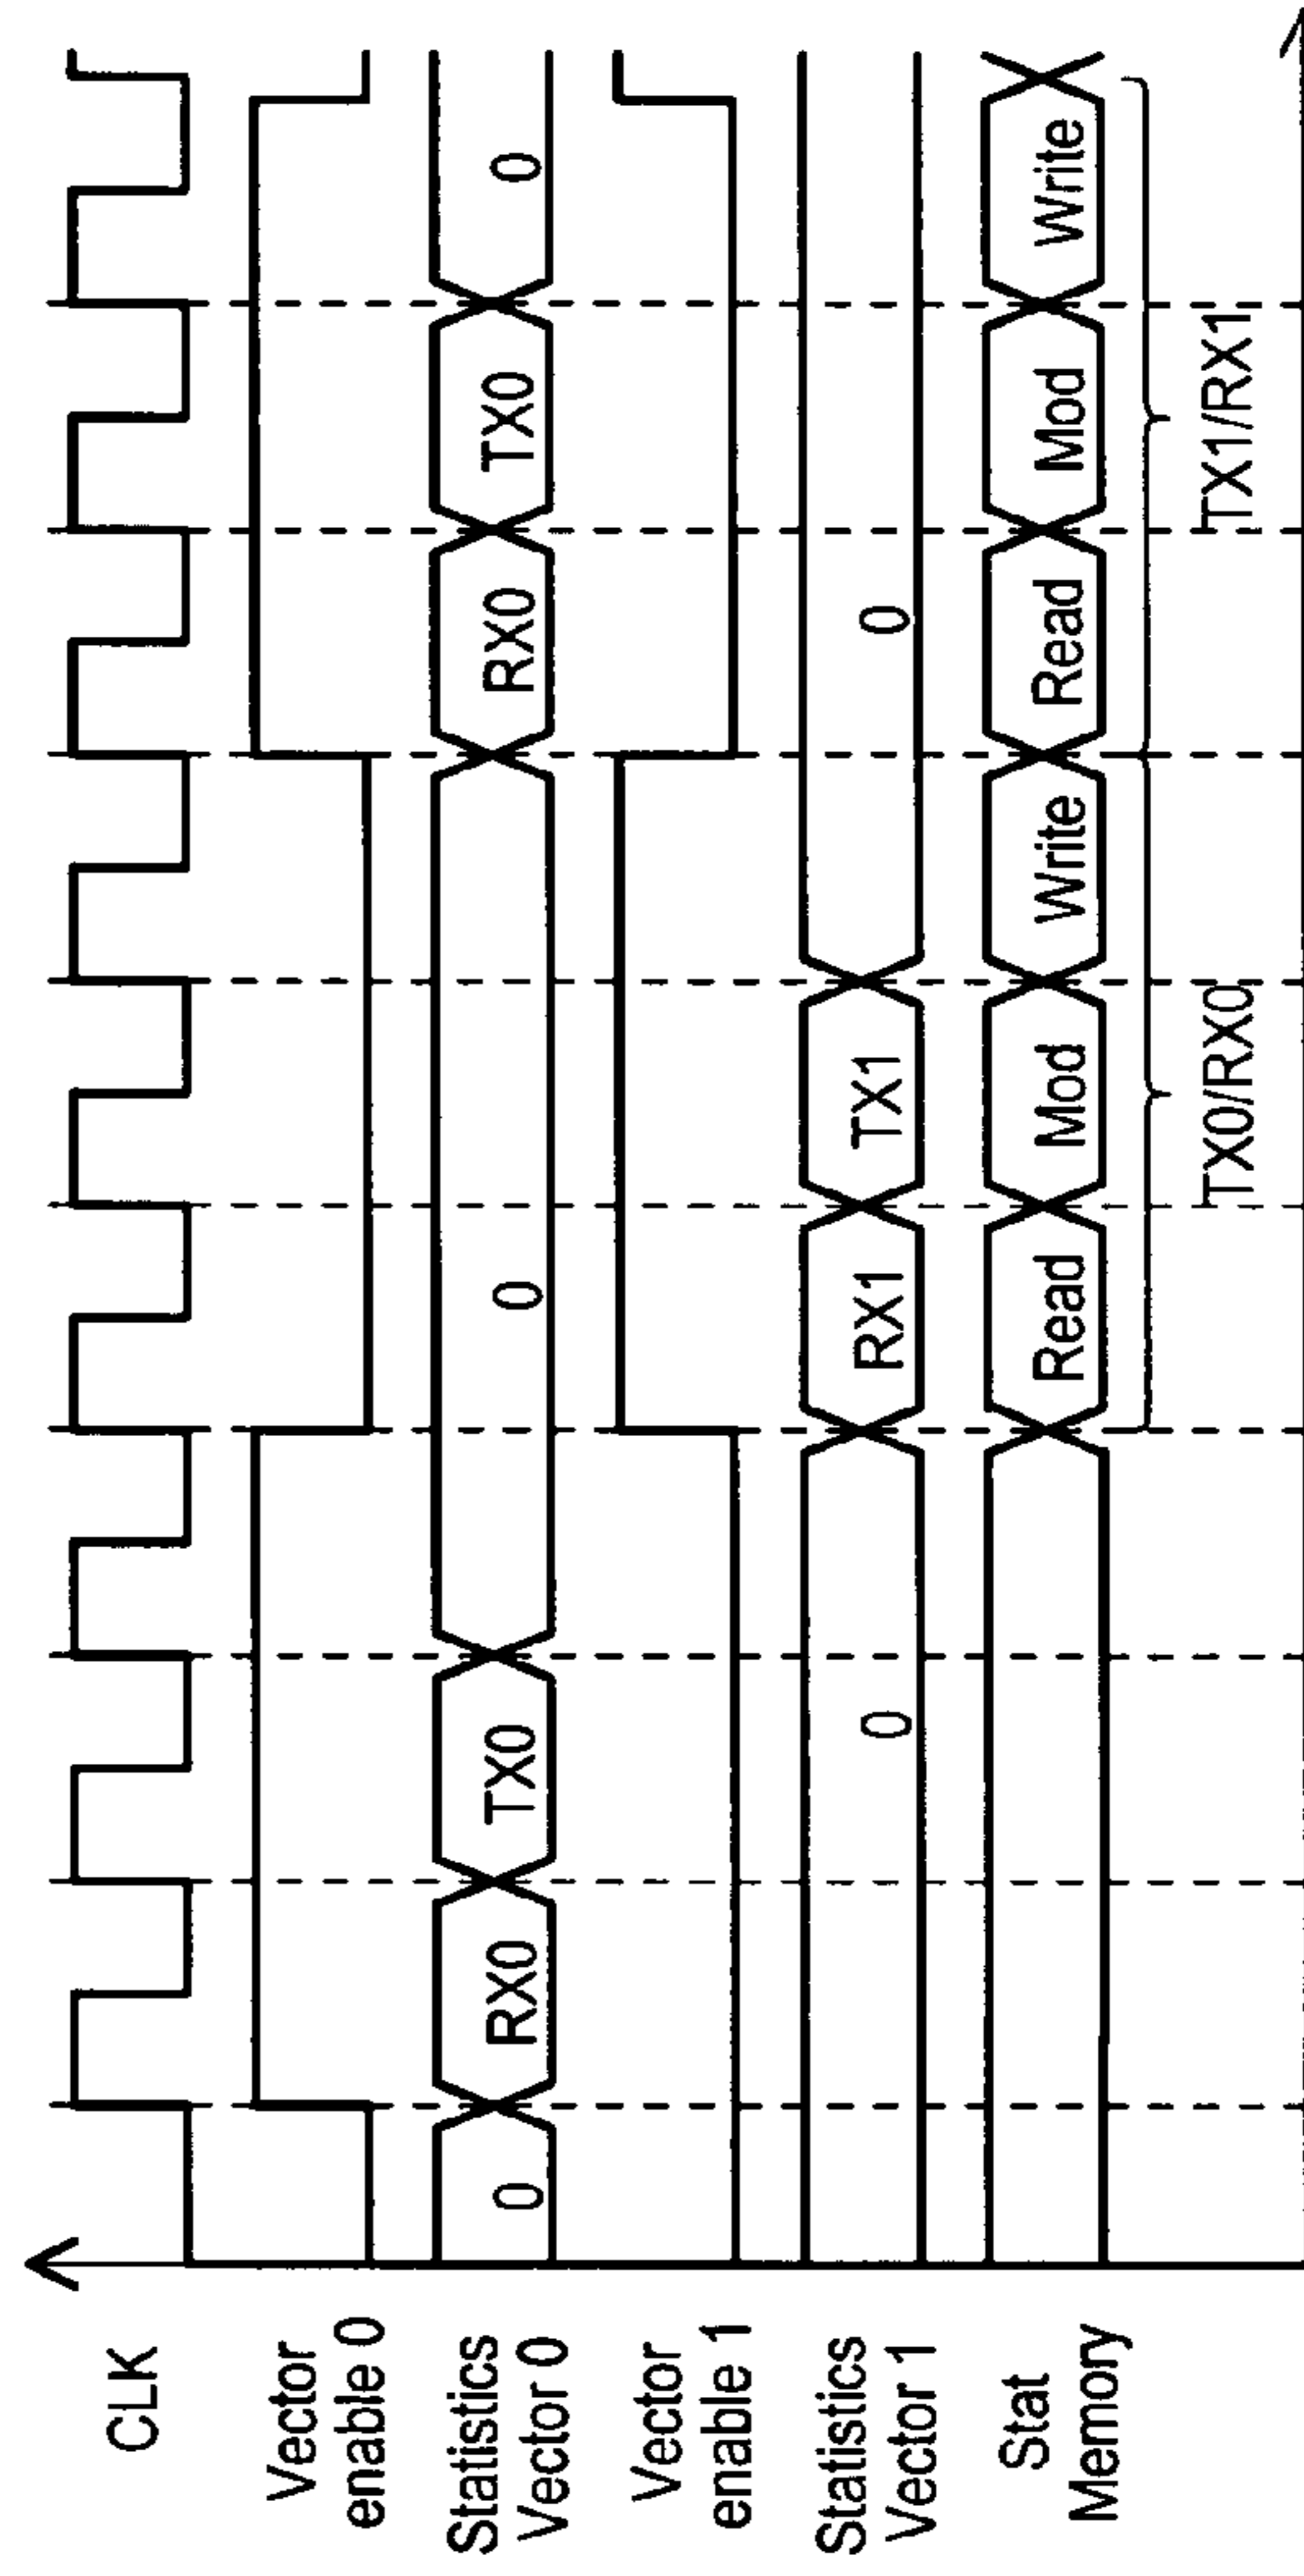 CLK
Vector
enable 0
0
RX0
TX0
0
RX0
TX0
0
Statistics
Vector 0
Vector
enable 1
Statistics
Vector 1
0
RX1
TX1
0
Stat
Memory
Read
Mod
Write
Read
Mod
Write
TX0/RX0
TX1/RX1